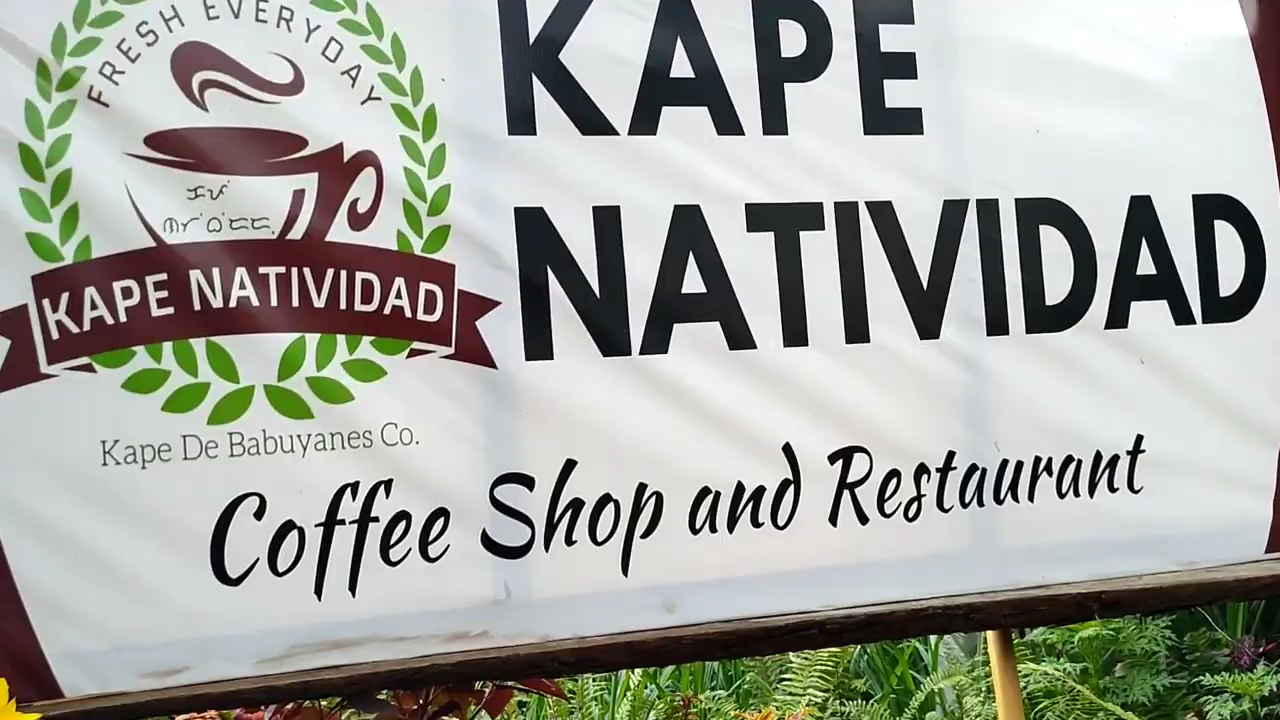 FRESH EVERYDAY
KAPE NATIVIDAD
Kape De Babuyanes Co.
KAPE
NATIVIDAD
Coffee Shop and Restaurant